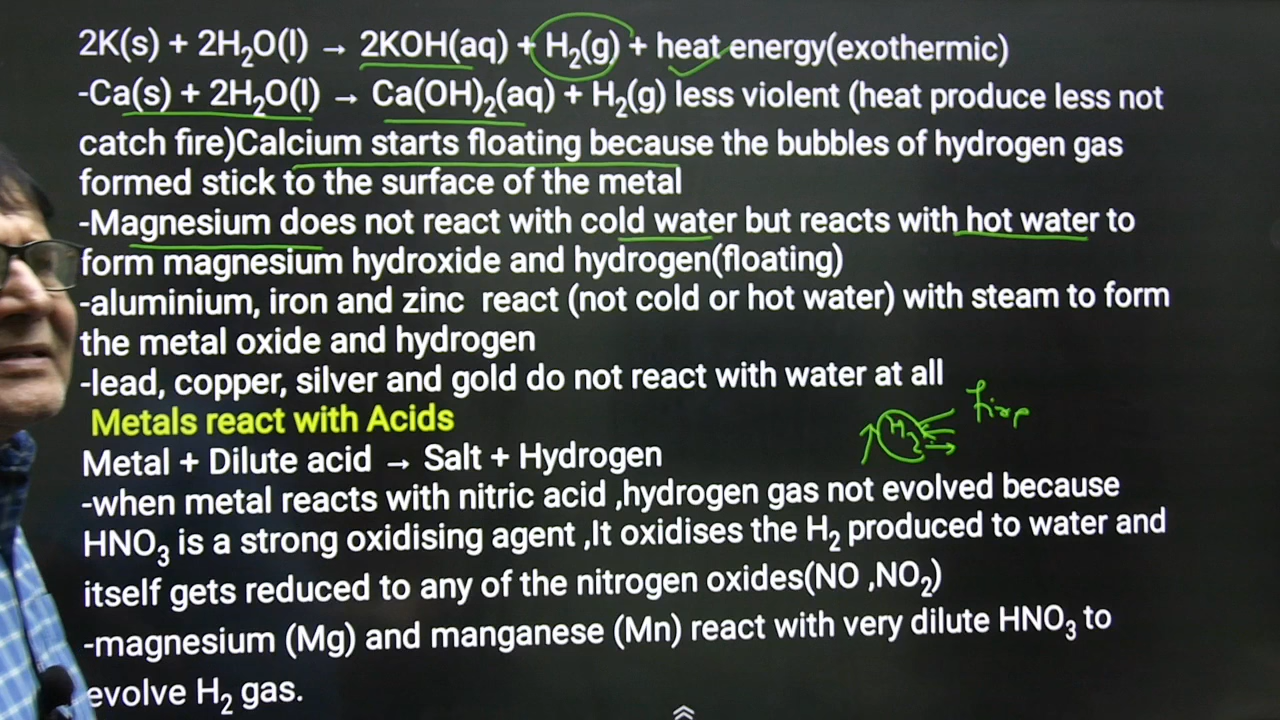 2K(s) + 2H₂O(l) → 2KOH(aq) + H₂(g) + heat energy(exothermic)
-Ca(s) + 2H₂O(l) → Ca(OH)₂(aq) + H₂(g) less violent (heat produce less not
catch fire)Calcium starts floating because the bubbles of hydrogen gas
formed stick to the surface of the metal
-Magnesium does not react with cold water but reacts with hot water to
form magnesium hydroxide and hydrogen(floating)
-aluminium, iron and zinc react (not cold or hot water) with steam to form
the metal oxide and hydrogen
-lead, copper, silver and gold do not react with water at all
Metals react with Acids
H₂
Metal + Dilute acid → Salt + Hydrogen
-when metal reacts with nitric acid ,hydrogen gas not evolved because
HNO₃ is a strong oxidising agent ,It oxidises the H₂ produced to water and
itself gets reduced to any of the nitrogen oxides(NO ,NO₂)
-magnesium (Mg) and manganese (Mn) react with very dilute HNO₃ to
evolve H₂ gas.